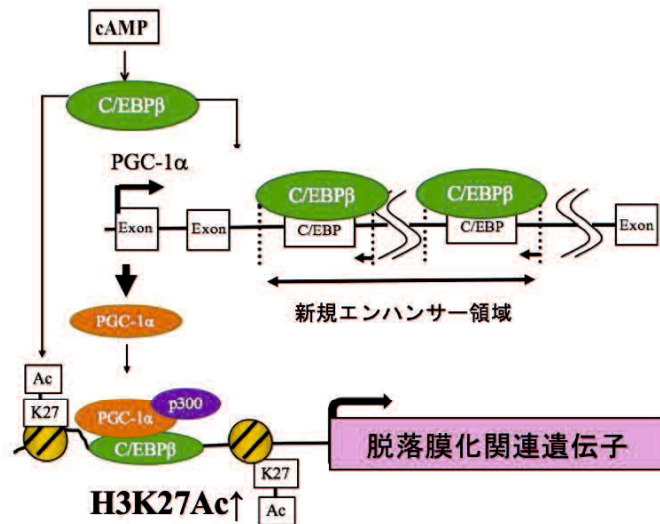 cAMP
C/EBPβ
PGC-1α
C/EBPβ
C/EBPβ
Exon
Exon
C/EBP
C/EBP
Exon
新規エンハンサー領域
PGC-1α
Ac
K27
PGC-1α
p300
C/EBPβ
脱落膜化関連遺伝子
K27
Ac
H3K27Ac↑